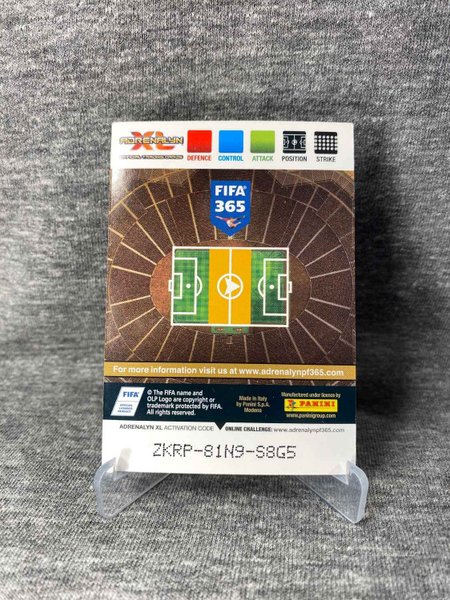 ADRENALYN
XL
DEFENCE CONTROL ATTACK POSITION STRIKE
FIFA®
365
For more information visit us at www.adrenalynpf365.com
FIFA®
© The FIFA name and
OLP Logo are copyright or
trademark protected by FIFA.
All rights reserved.
Made in Italy
by Panini S.p.A.
Modena
Manufactured under licence by
PANINI
www.paninigroup.com
ADRENALYN XL ACTIVATION CODE
ONLINE CHALLENGE: www.adrenalynpf365.com
ZKRP-81N9-S8G5